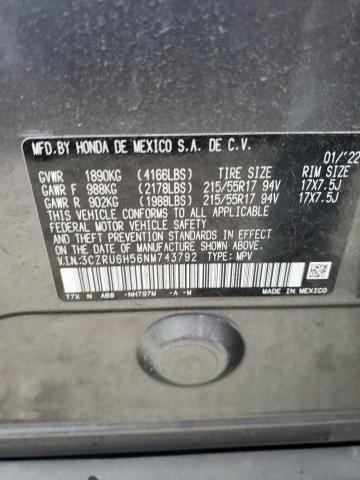 MFD.BY HONDA DE MEXICO S.A. DE C.V. 01/'22
GVWR 1890KG (4166LBS) TIRE SIZE RIM SIZE
GAWR F 988KG (2178LBS) 215/55R17 94V 17X7.5J
GAWR R 902KG (1988LBS) 215/55R17 94V 17X7.5J
THIS VEHICLE CONFORMS TO ALL APPLICABLE
FEDERAL MOTOR VEHICLE SAFETY AND THEFT
PREVENTION STANDARDS IN EFFECT ON THE
DATE OF MANUFACTURE SHOWN ABOVE.
V.I.N:3CZRU6H56NM743792 TYPE: MPV
T7X N ABB -NH797M -A -M MADE IN MEXICO